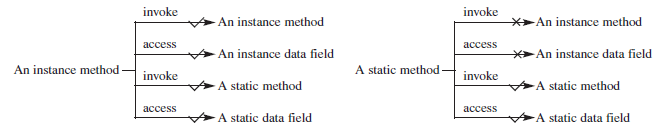 invoke
An instance method
access
An instance data field
An instance method
invoke
A static method
access
A static data field
invoke
An instance method
access
An instance data field
A static method
invoke
A static method
access
A static data field